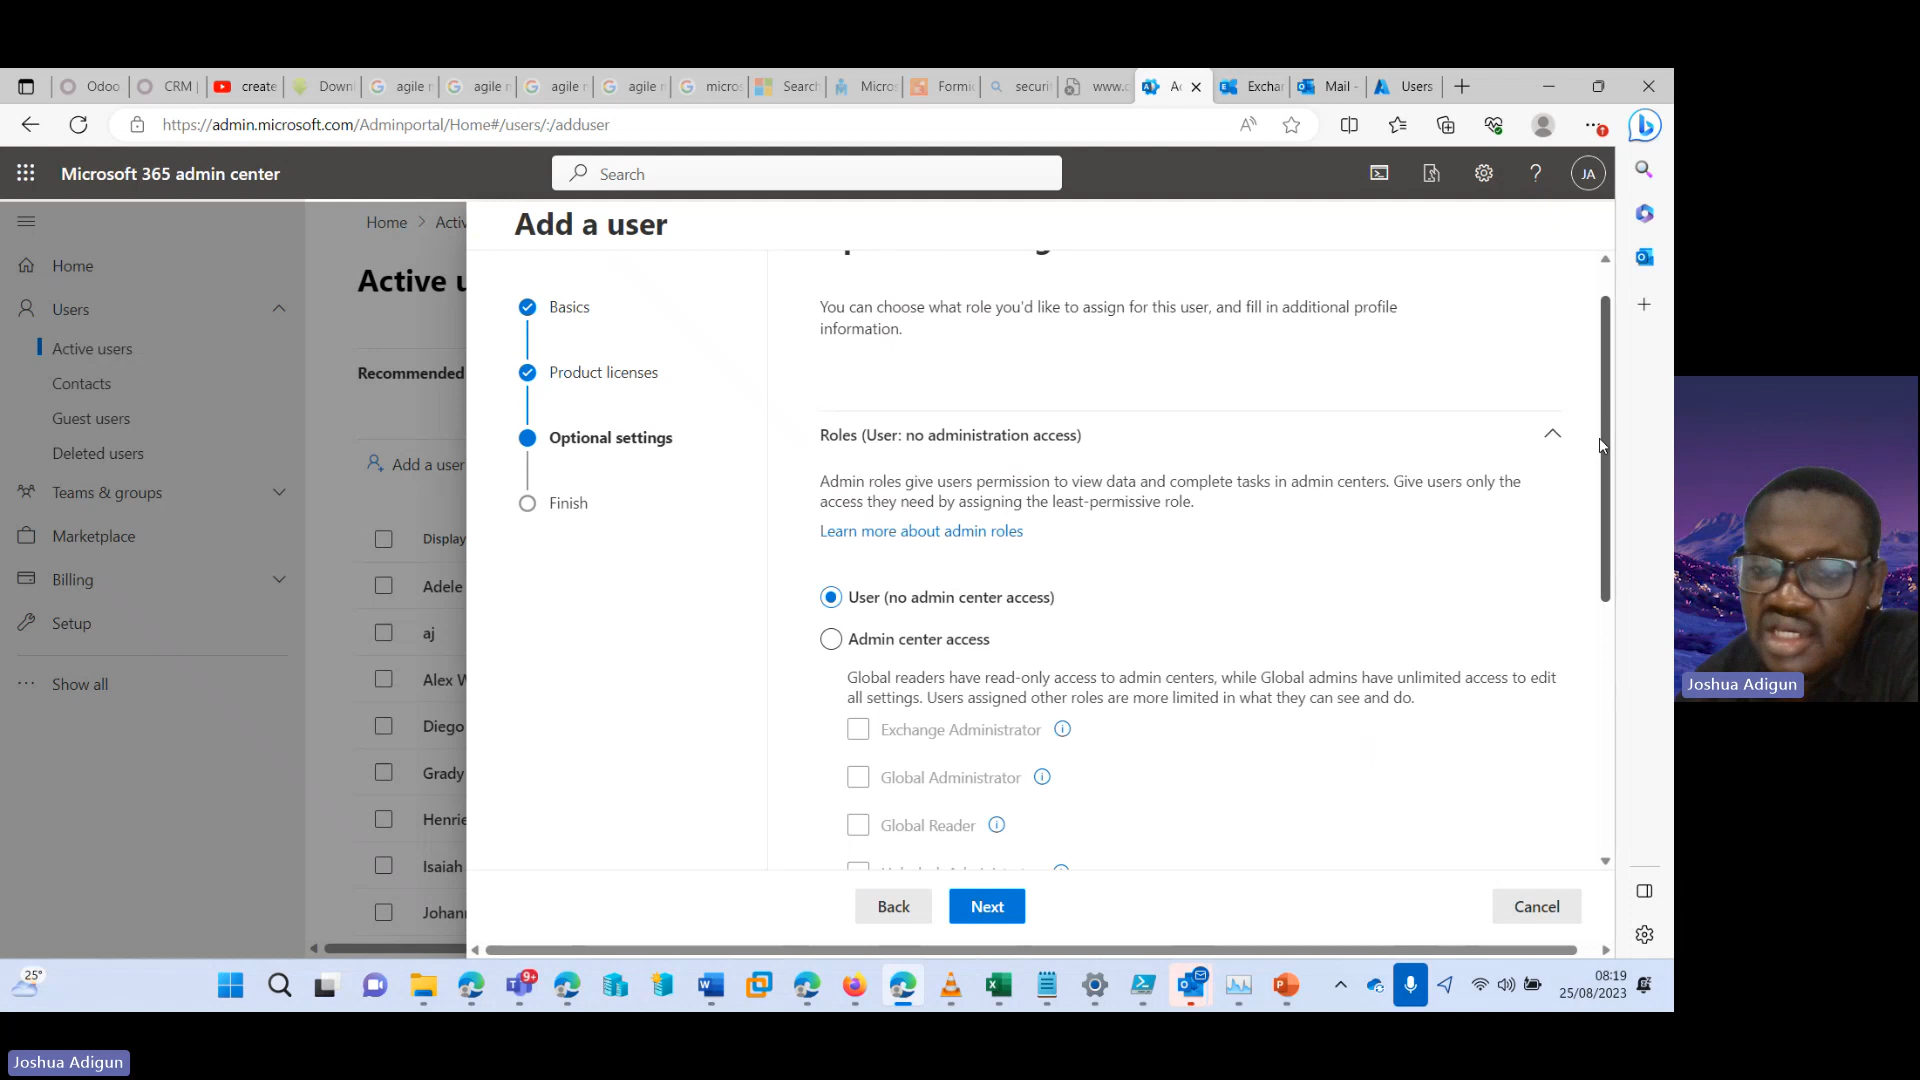 Odoo
CRM
create
Down
agile r
agile n
agile n
agile n
micro
Search
Micros
Formi
securi
www.c
Ac
Exchar
Mail -
Users
https://admin.microsoft.com/Adminportal/Home#/users/:/adduser
Microsoft 365 admin center
Search
JA
Home
Users
Active users
Contacts
Guest users
Deleted users
Teams & groups
Marketplace
Billing
Setup
Show all
Home > Activ
Active u
Recommended
Add a user
Display
Adele
aj
Alex W
Diego
Grady
Henrie
Isaiah
Johann
Add a user
Basics
Product licenses
Optional settings
Finish
You can choose what role you'd like to assign for this user, and fill in additional profile
information.
Roles (User: no administration access)
Admin roles give users permission to view data and complete tasks in admin centers. Give users only the
access they need by assigning the least-permissive role.
Learn more about admin roles
User (no admin center access)
Admin center access
Global readers have read-only access to admin centers, while Global admins have unlimited access to edit
all settings. Users assigned other roles are more limited in what they can see and do.
Exchange Administrator
Global Administrator
Global Reader
Back
Next
Cancel
25°
9+
08:19
25/08/2023
Joshua Adigun
Joshua Adigun